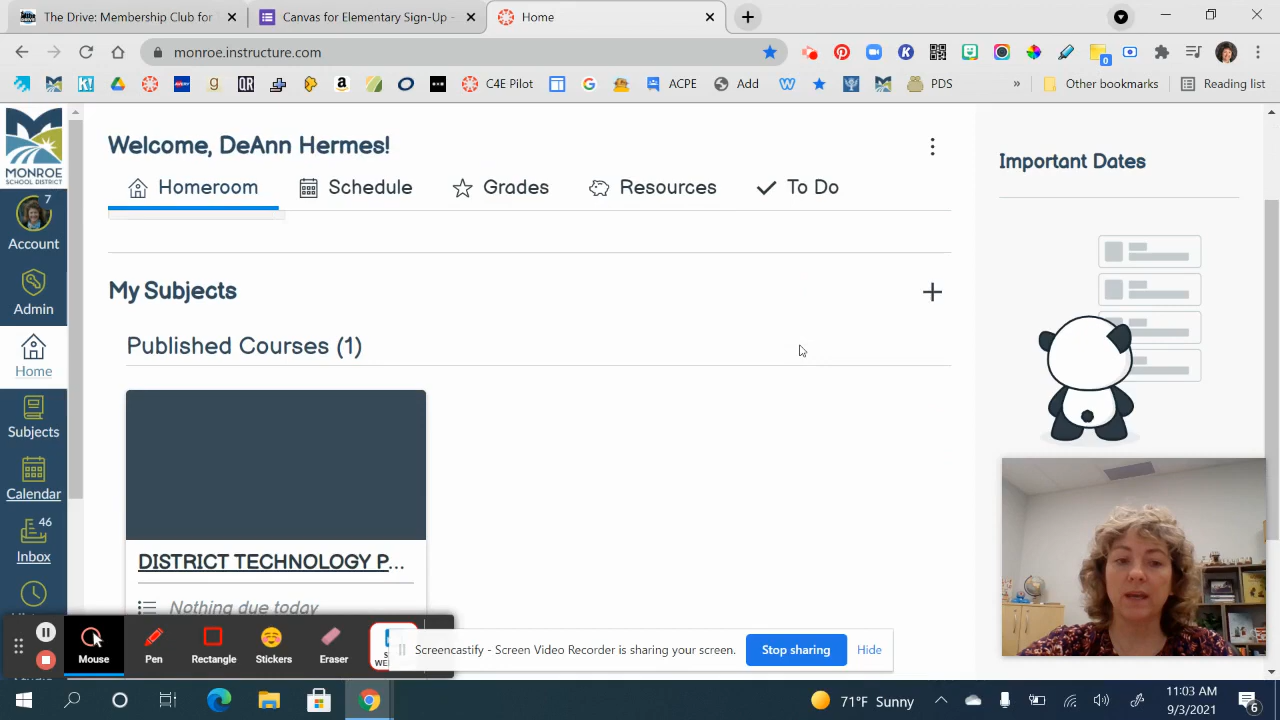 The Drive: Membership Club for
Canvas for Elementary Sign-Up -
Home
monroe.instructure.com
K!
g
QR
a
C4E Pilot
G
ACPE
Add
PDS
»
Other bookmarks
Reading list
0
MONROE
SCHOOL DISTRICT
7
Account
Admin
Home
Subjects
Calendar
46
Inbox
Welcome, DeAnn Hermes!
Homeroom
Schedule
Grades
Resources
To Do
My Subjects
Published Courses (1)
DISTRICT TECHNOLOGY P...
Nothing due today
Important Dates
Mouse
Pen
Rectangle
Stickers
Eraser
Screencastify - Screen Video Recorder is sharing your screen.
Stop sharing
Hide
71°F Sunny
11:03 AM
9/3/2021
6